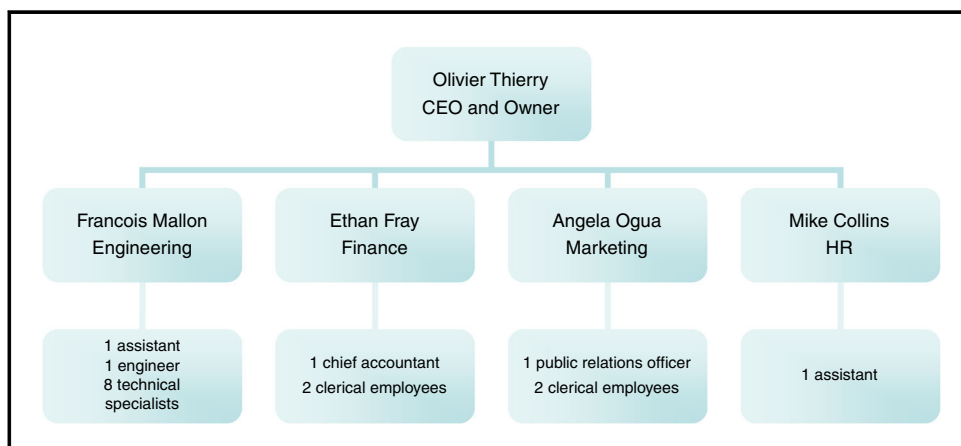 Olivier Thierry
CEO and Owner
Francois Mallon
Engineering
Ethan Fray
Finance
Angela Ogua
Marketing
Mike Collins
HR
1 assistant
1 engineer
8 technical
specialists
1 chief accountant
2 clerical employees
1 public relations officer
2 clerical employees
1 assistant